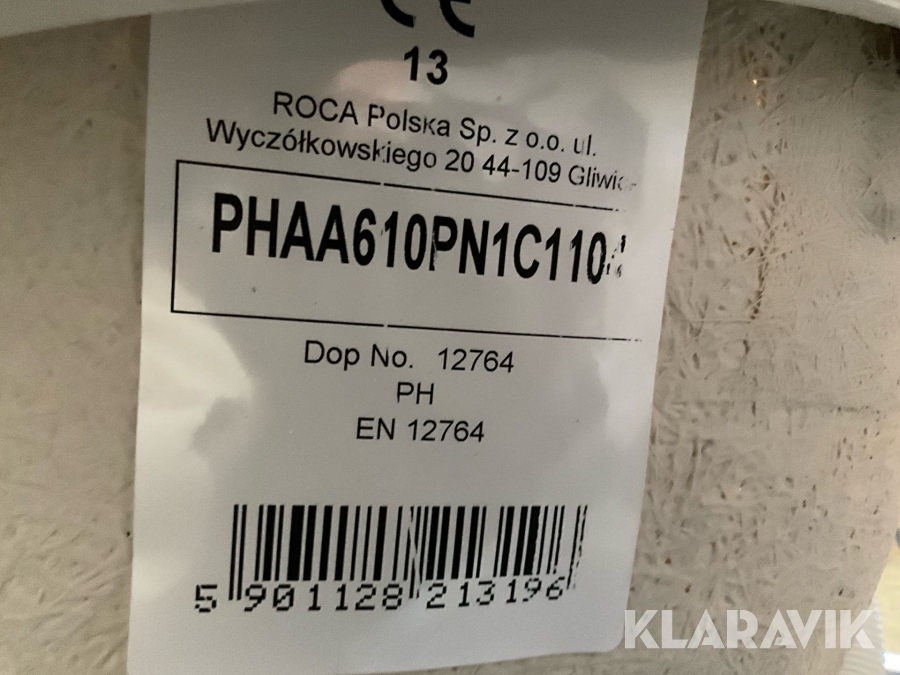 CE
13
ROCA Polska Sp. z o.o. ul.
Wyczółkowskiego 20 44-109
Dop No. 12764
PH
EN 12764
5 901128 213196
KLARAVIK